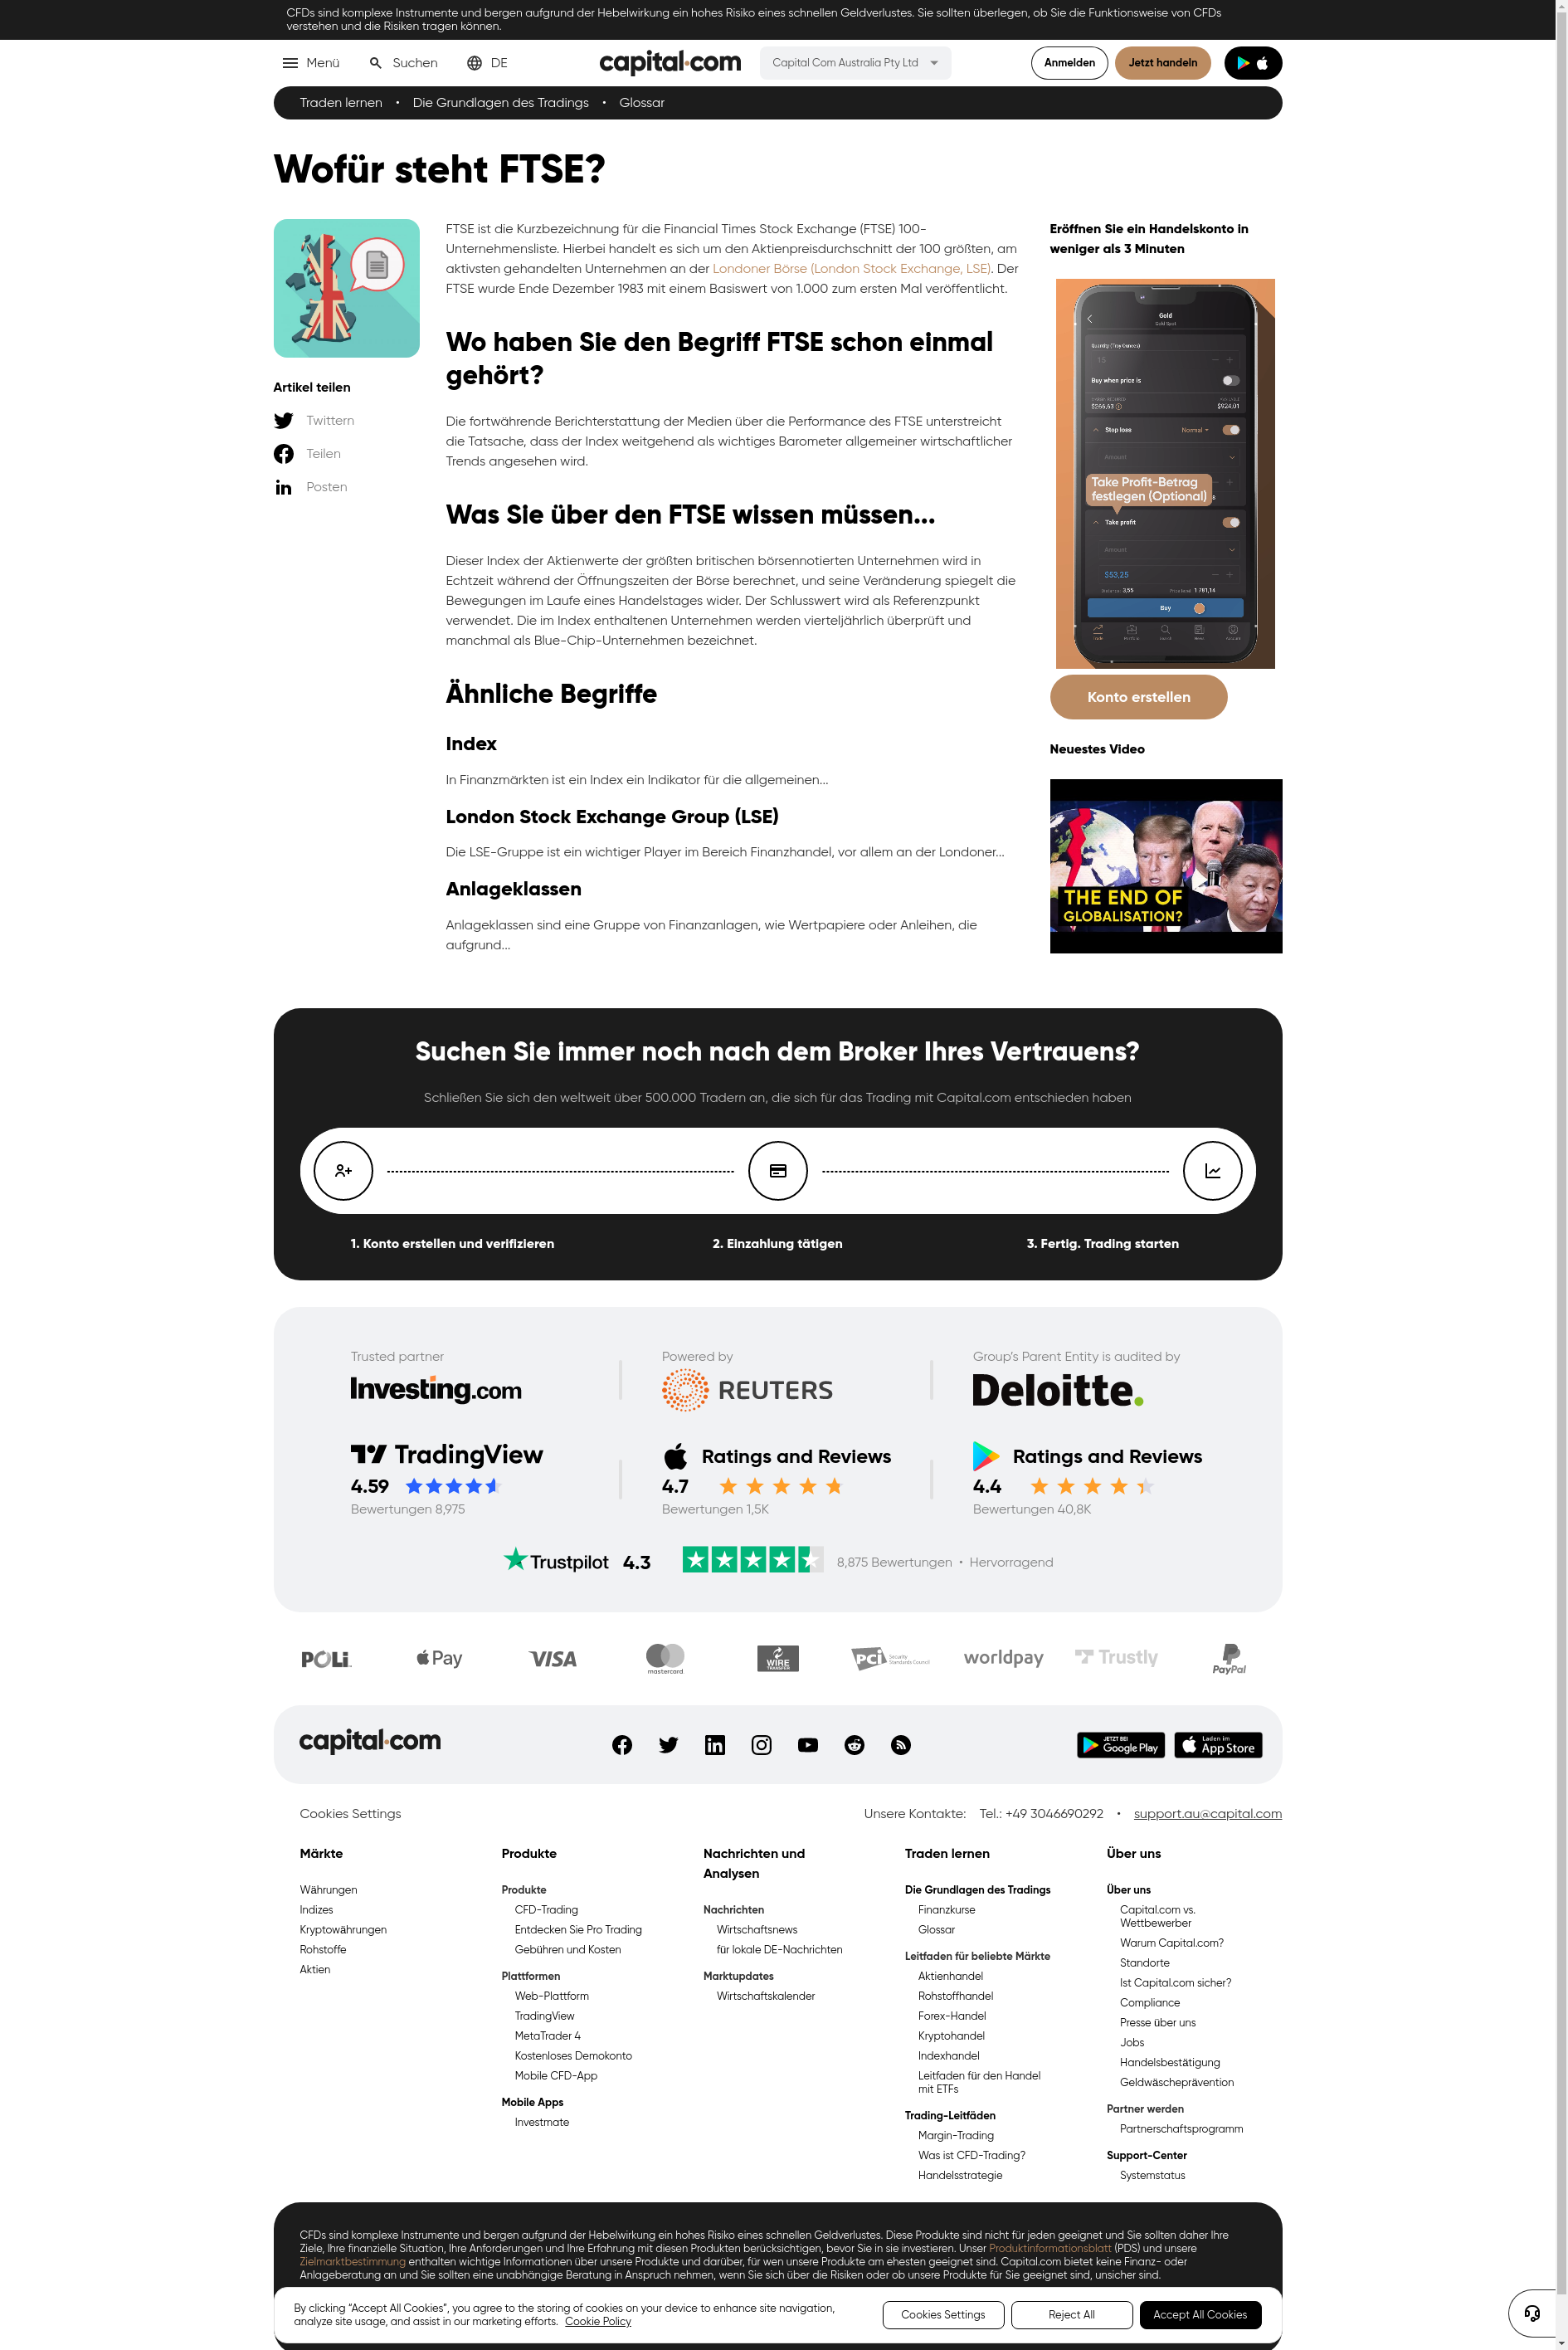 CFDs sind komplexe Instrumente und bergen aufgrund der Hebelwirkung ein hohes Risiko eines schnellen Geldverlustes. Sie sollten überlegen, ob Sie die Funktionsweise von CFDs
verstehen und die Risiken tragen können.
Menü
Suchen
DE
capital.com
Capital Com Australia Pty Ltd
Anmelden
Jetzt handeln
Traden lernen • Die Grundlagen des Tradings • Glossar
Wofür steht FTSE?
Artikel teilen
Twittern
Teilen
Posten
FTSE ist die Kurzbezeichnung für die Financial Times Stock Exchange (FTSE) 100-
Unternehmensliste. Hierbei handelt es sich um den Aktienpreisdurchschnitt der 100 größten, am
aktivsten gehandelten Unternehmen an der Londoner Börse (London Stock Exchange, LSE). Der
FTSE wurde Ende Dezember 1983 mit einem Basiswert von 1.000 zum ersten Mal veröffentlicht.
Wo haben Sie den Begriff FTSE schon einmal
gehört?
Die fortwährende Berichterstattung der Medien über die Performance des FTSE unterstreicht
die Tatsache, dass der Index weitgehend als wichtiges Barometer allgemeiner wirtschaftlicher
Trends angesehen wird.
Was Sie über den FTSE wissen müssen...
Dieser Index der Aktienwerte der größten britischen börsennotierten Unternehmen wird in
Echtzeit während der Öffnungszeiten der Börse berechnet, und seine Veränderung spiegelt die
Bewegungen im Laufe eines Handelstages wider. Der Schlusswert wird als Referenzpunkt
verwendet. Die im Index enthaltenen Unternehmen werden vierteljährlich überprüft und
manchmal als Blue-Chip-Unternehmen bezeichnet.
Ähnliche Begriffe
Index
In Finanzmärkten ist ein Index ein Indikator für die allgemeinen...
London Stock Exchange Group (LSE)
Die LSE-Gruppe ist ein wichtiger Player im Bereich Finanzhandel, vor allem an der Londoner...
Anlageklassen
Anlageklassen sind eine Gruppe von Finanzanlagen, wie Wertpapiere oder Anleihen, die
aufgrund...
Eröffnen Sie ein Handelskonto in
weniger als 3 Minuten
Gold
Gold Spot
Quantity (Troy Ounces)
15
Buy when price is
$266,63
$924,01
Stop loss
Normal
Amount
Take Profit-Betrag
festlegen (Optional)
Take profit
Amount
$53,25
3,55
1 781,14
Buy
Konto erstellen
Neuestes Video
THE END OF
GLOBALISATION?
Suchen Sie immer noch nach dem Broker Ihres Vertrauens?
Schließen Sie sich den weltweit über 500.000 Tradern an, die sich für das Trading mit Capital.com entschieden haben
1. Konto erstellen und verifizieren
2. Einzahlung tätigen
3. Fertig. Trading starten
Trusted partner
Investing.com
Powered by
REUTERS
Group's Parent Entity is audited by
Deloitte.
TradingView
4.59
Bewertungen 8,975
Ratings and Reviews
4.7
Bewertungen 1,5K
Ratings and Reviews
4.4
Bewertungen 40,8K
Trustpilot 4.3
8,875 Bewertungen • Hervorragend
POLi
Pay
VISA
mastercard
WIRE
TRANSFER
PCI Security
Standards Council
worldpay
Trustly
PayPal
capital.com
JETZT BEI
Google Play
Laden im
App Store
Cookies Settings
Unsere Kontakte: Tel.: +49 3046690292 • support.au@capital.com
Märkte
Währungen
Indizes
Kryptowährungen
Rohstoffe
Aktien
Produkte
Produkte
CFD-Trading
Entdecken Sie Pro Trading
Gebühren und Kosten
Plattformen
Web-Plattform
TradingView
MetaTrader 4
Kostenloses Demokonto
Mobile CFD-App
Mobile Apps
Investmate
Nachrichten und
Analysen
Nachrichten
Wirtschaftsnews
für lokale DE-Nachrichten
Marktupdates
Wirtschaftskalender
Traden lernen
Die Grundlagen des Tradings
Finanzkurse
Glossar
Leitfaden für beliebte Märkte
Aktienhandel
Rohstoffhandel
Forex-Handel
Kryptohandel
Indexhandel
Leitfaden für den Handel
mit ETFs
Trading-Leitfäden
Margin-Trading
Was ist CFD-Trading?
Handelsstrategie
Über uns
Über uns
Capital.com vs.
Wettbewerber
Warum Capital.com?
Standorte
Ist Capital.com sicher?
Compliance
Presse über uns
Jobs
Handelsbestätigung
Geldwäscheprävention
Partner werden
Partnerschaftsprogramm
Support-Center
Systemstatus
CFDs sind komplexe Instrumente und bergen aufgrund der Hebelwirkung ein hohes Risiko eines schnellen Geldverlustes. Diese Produkte sind nicht für jeden geeignet und Sie sollten daher Ihre
Ziele, Ihre finanzielle Situation, Ihre Anforderungen und Ihre Erfahrung mit diesen Produkten berücksichtigen, bevor Sie in sie investieren. Unser Produktinformationsblatt (PDS) und unsere
Zielmarktbestimmung enthalten wichtige Informationen über unsere Produkte und darüber, für wen unsere Produkte am ehesten geeignet sind. Capital.com bietet keine Finanz- oder
Anlageberatung an und Sie sollten eine unabhängige Beratung in Anspruch nehmen, wenn Sie sich über die Risiken oder ob unsere Produkte für Sie geeignet sind, unsicher sind.
By clicking "Accept All Cookies", you agree to the storing of cookies on your device to enhance site navigation,
analyze site usage, and assist in our marketing efforts. Cookie Policy
Cookies Settings
Reject All
Accept All Cookies